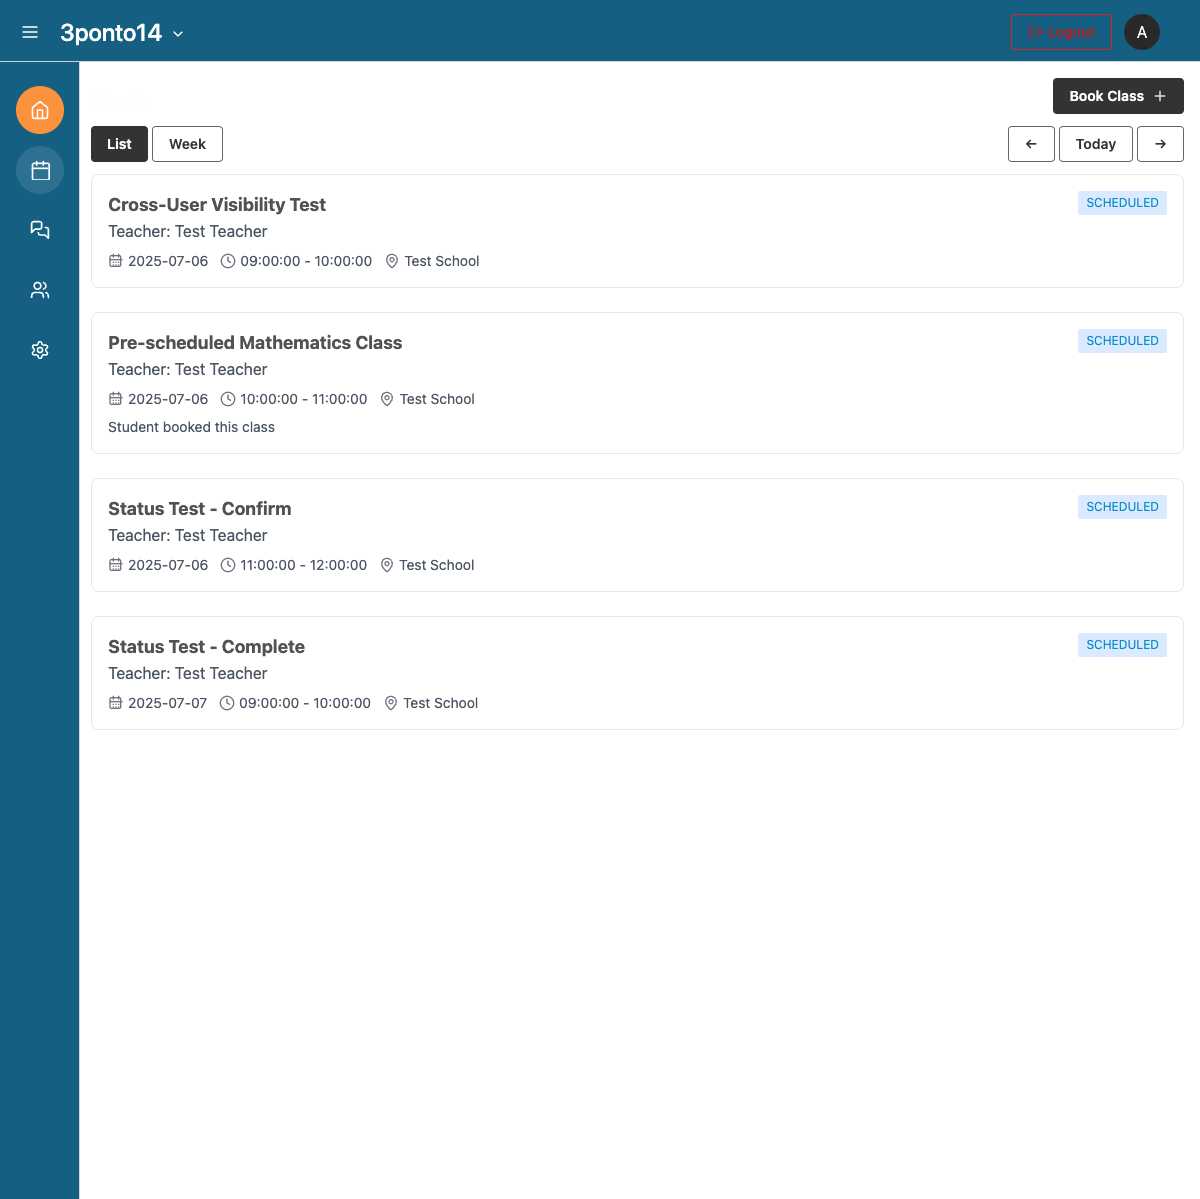 3ponto14
Logout
A
Book Class
List
Week
Today
Cross-User Visibility Test
SCHEDULED
Teacher: Test Teacher
2025-07-06 09:00:00 - 10:00:00 Test School
Pre-scheduled Mathematics Class
SCHEDULED
Teacher: Test Teacher
2025-07-06 10:00:00 - 11:00:00 Test School
Student booked this class
Status Test - Confirm
SCHEDULED
Teacher: Test Teacher
2025-07-06 11:00:00 - 12:00:00 Test School
Status Test - Complete
SCHEDULED
Teacher: Test Teacher
2025-07-07 09:00:00 - 10:00:00 Test School